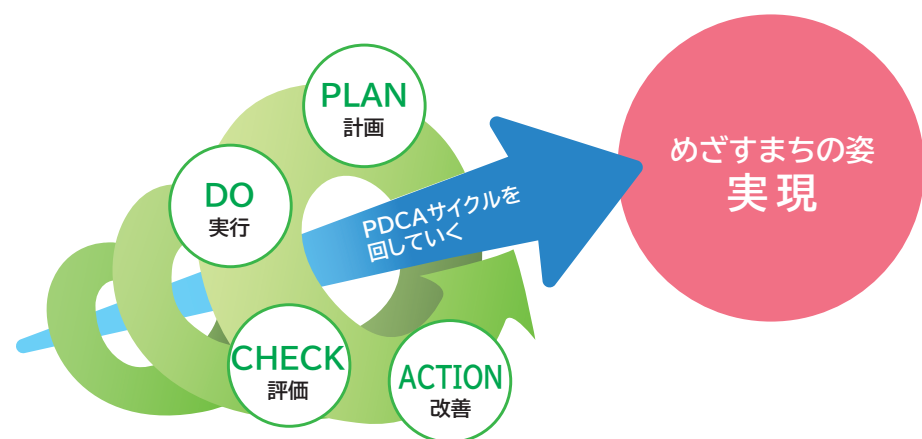 PLAN
計画
DO
実行
CHECK
評価
ACTION
改善
PDCAサイクルを
回していく
めざすまちの姿
実現